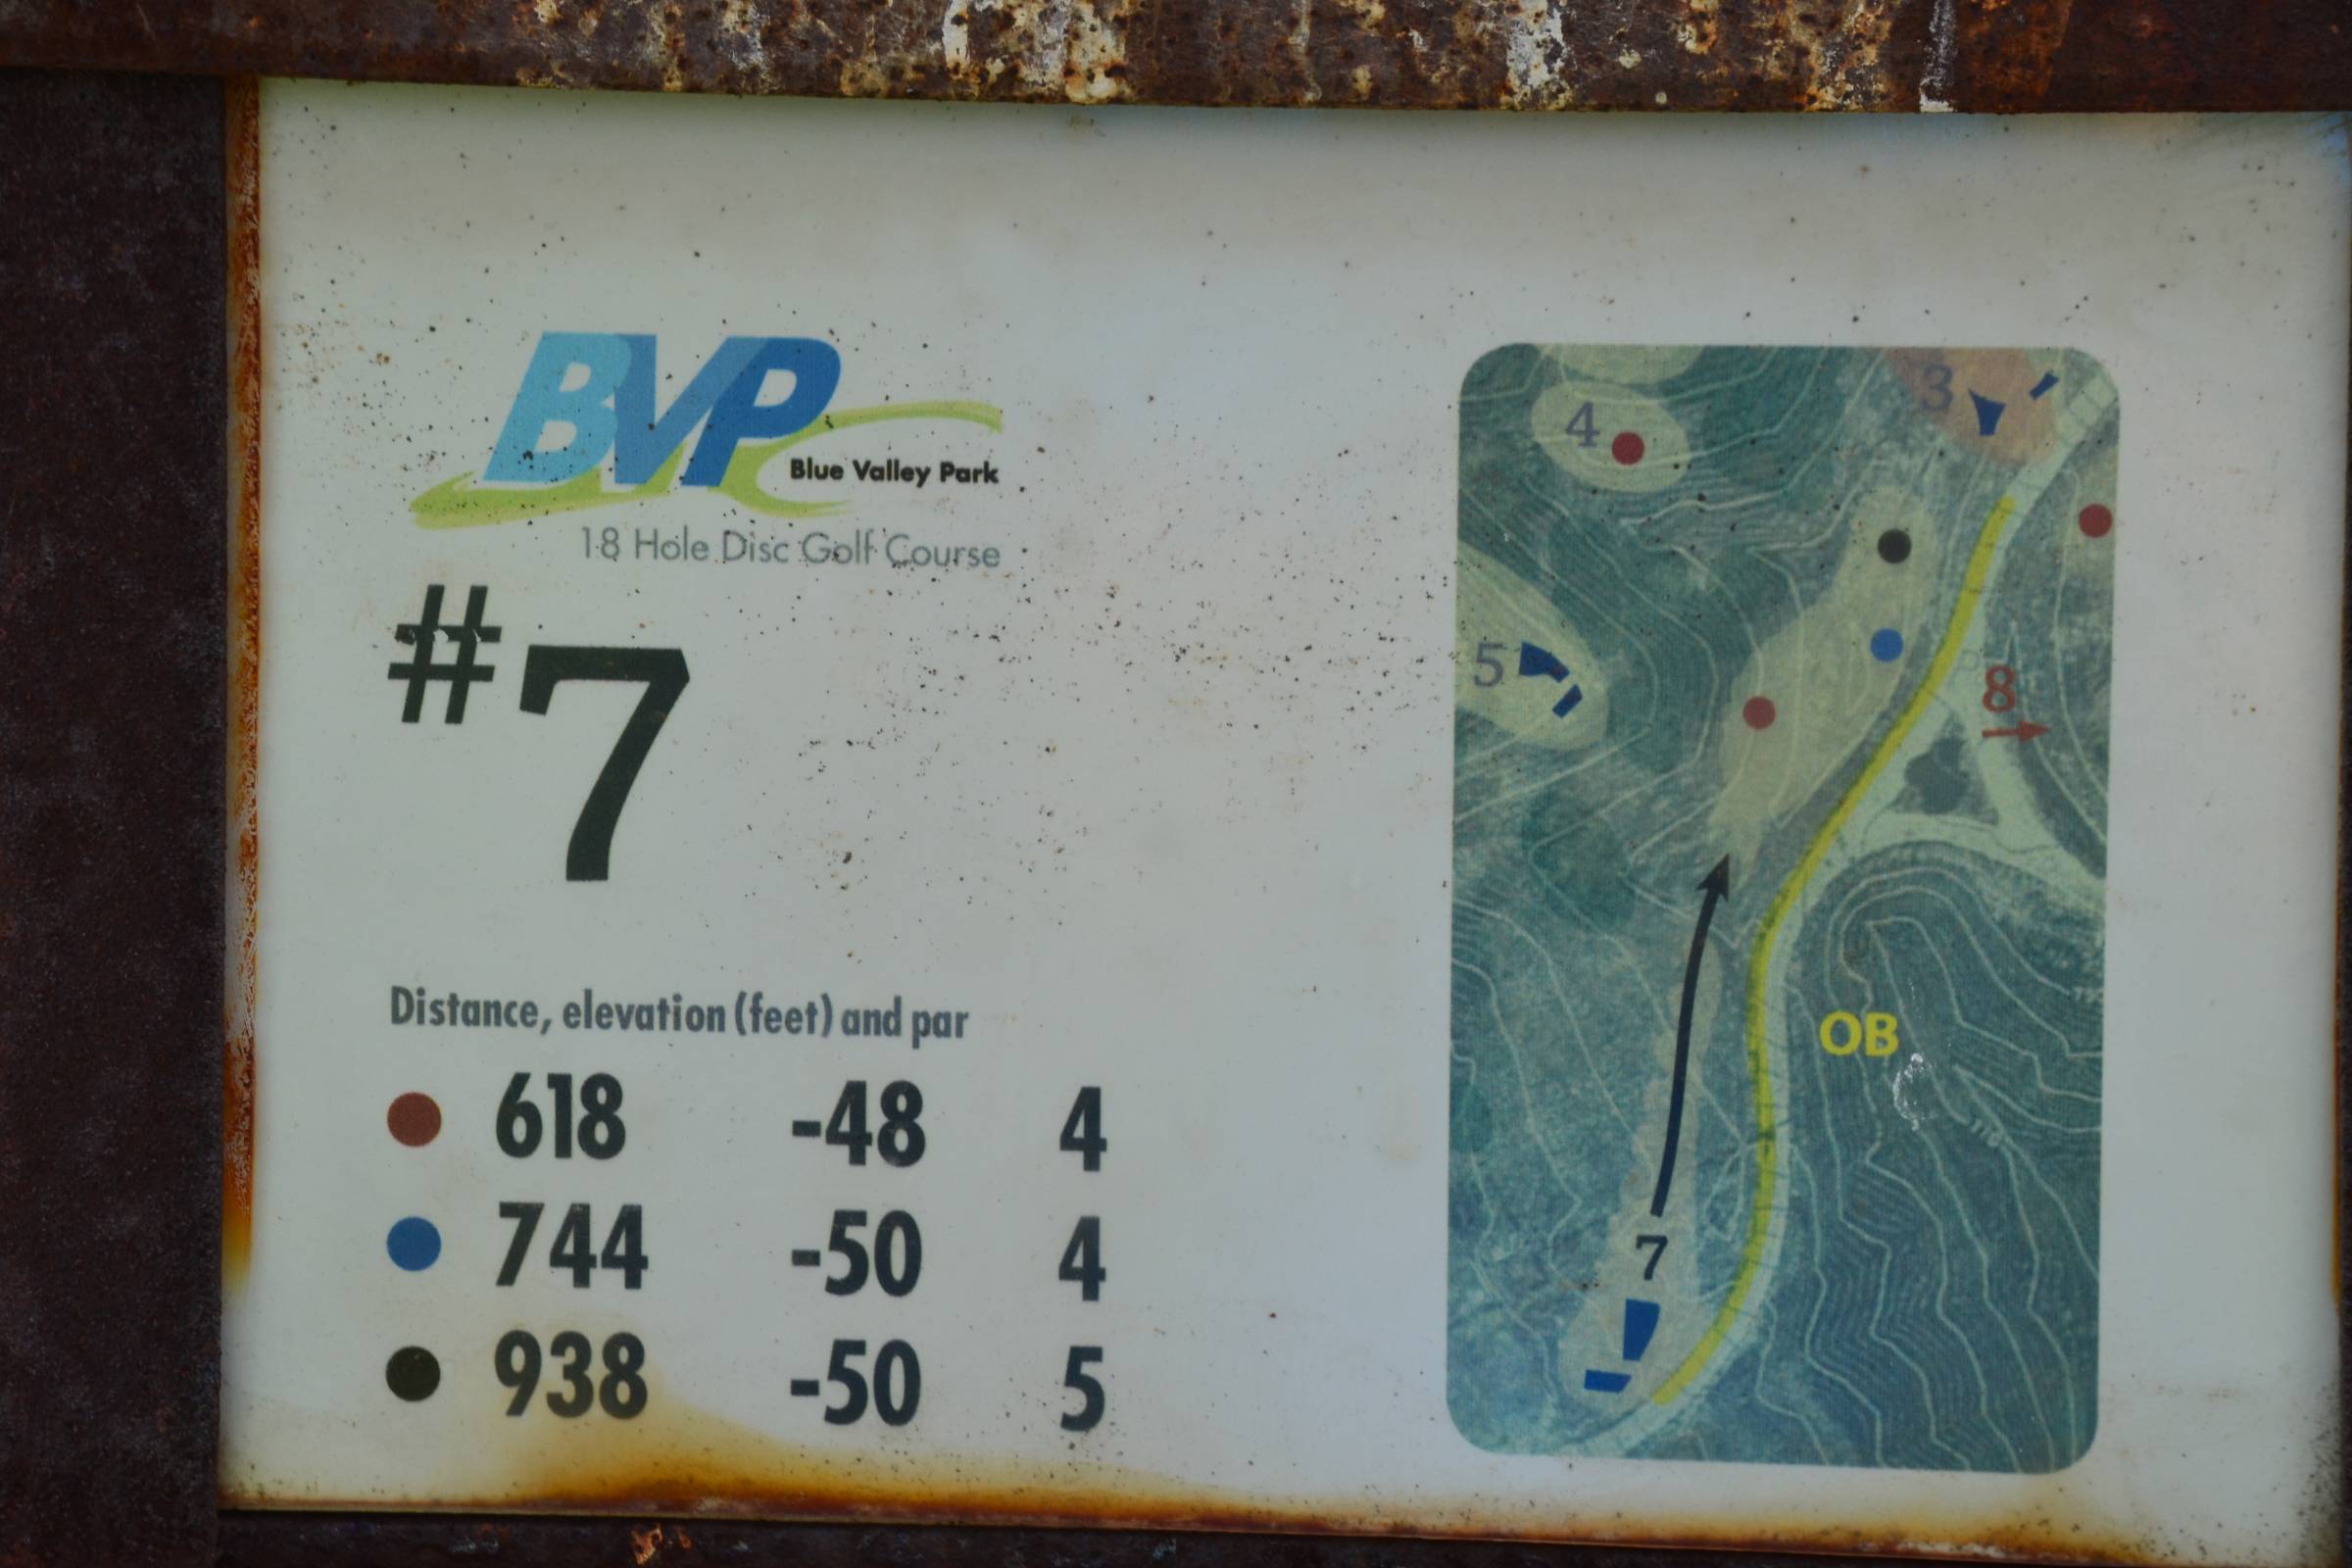 BVP
Blue Valley Park
18 Hole Disc Golf Course
#7
Distance, elevation (feet) and par
618 -48 4
744 -50 4
938 -50 5
3
4
5
8
OB
7